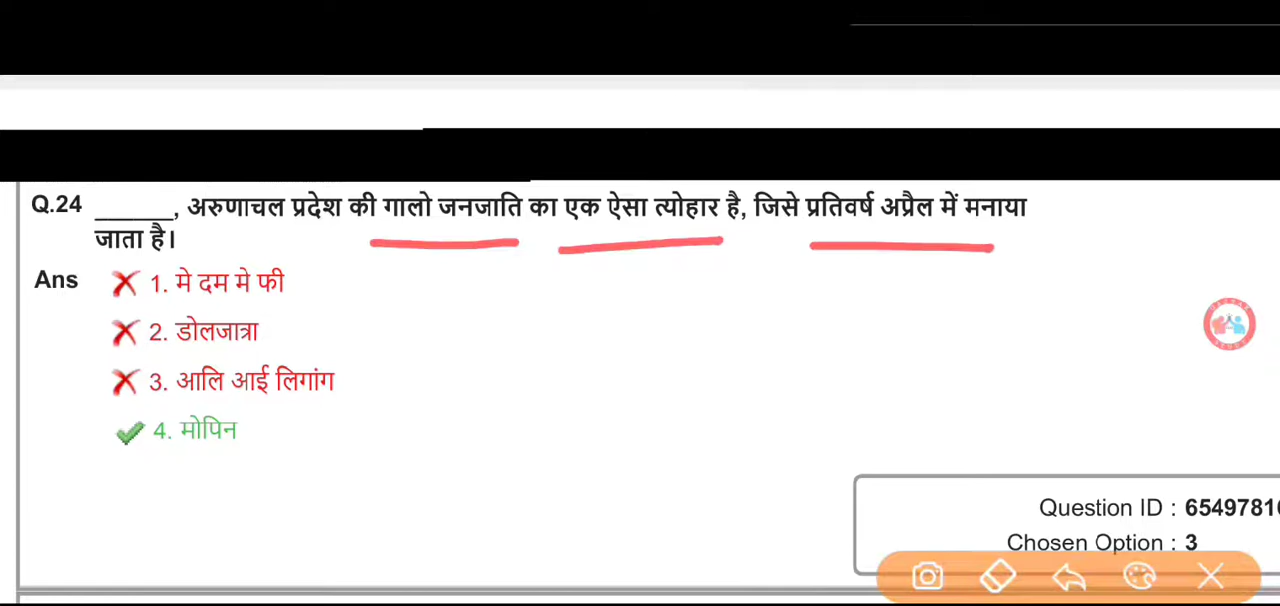 Q.24 ______, अरुणाचल प्रदेश की गालो जनजाति का एक ऐसा त्योहार है, जिसे प्रतिवर्ष अप्रैल में मनाया
जाता है।
Ans 1. मे दम मे फी
2. डोलजात्रा
3. आलि आई लिगांग
4. मोपिन
Question ID : 65497816
Chosen Option : 3